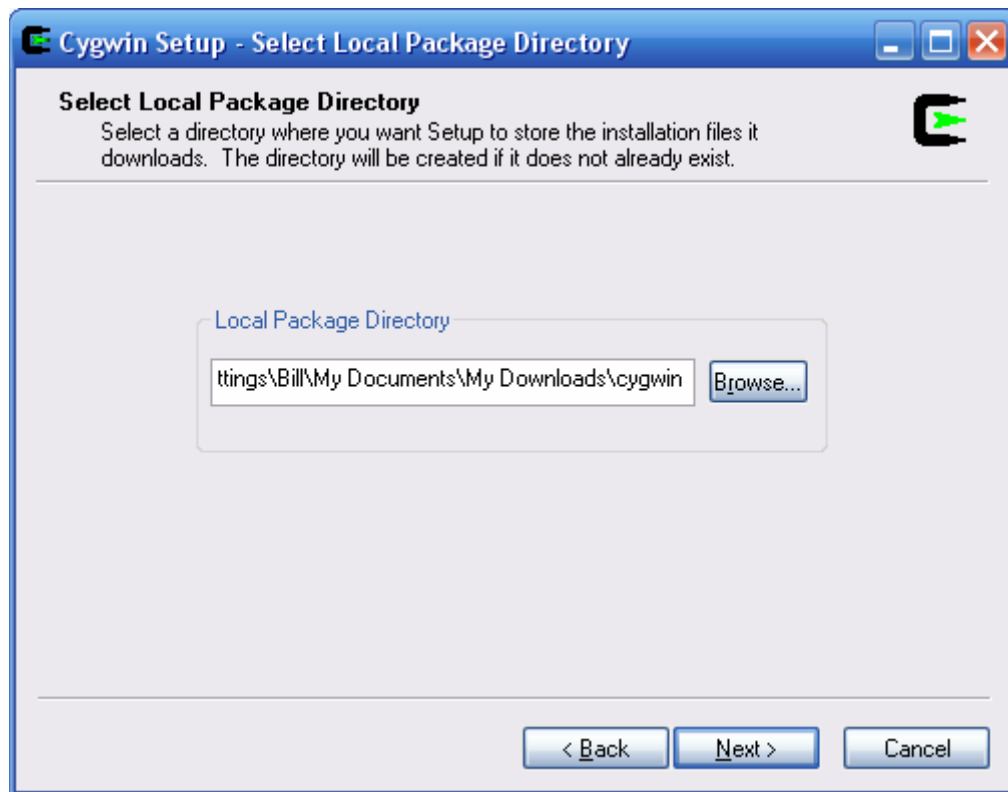 Cygwin Setup - Select Local Package Directory
Select Local Package Directory
Select a directory where you want Setup to store the installation files it
downloads. The directory will be created if it does not already exist.
Local Package Directory
ttings\Bill\My Documents\My Downloads\cygwin
Browse...
< Back
Next >
Cancel